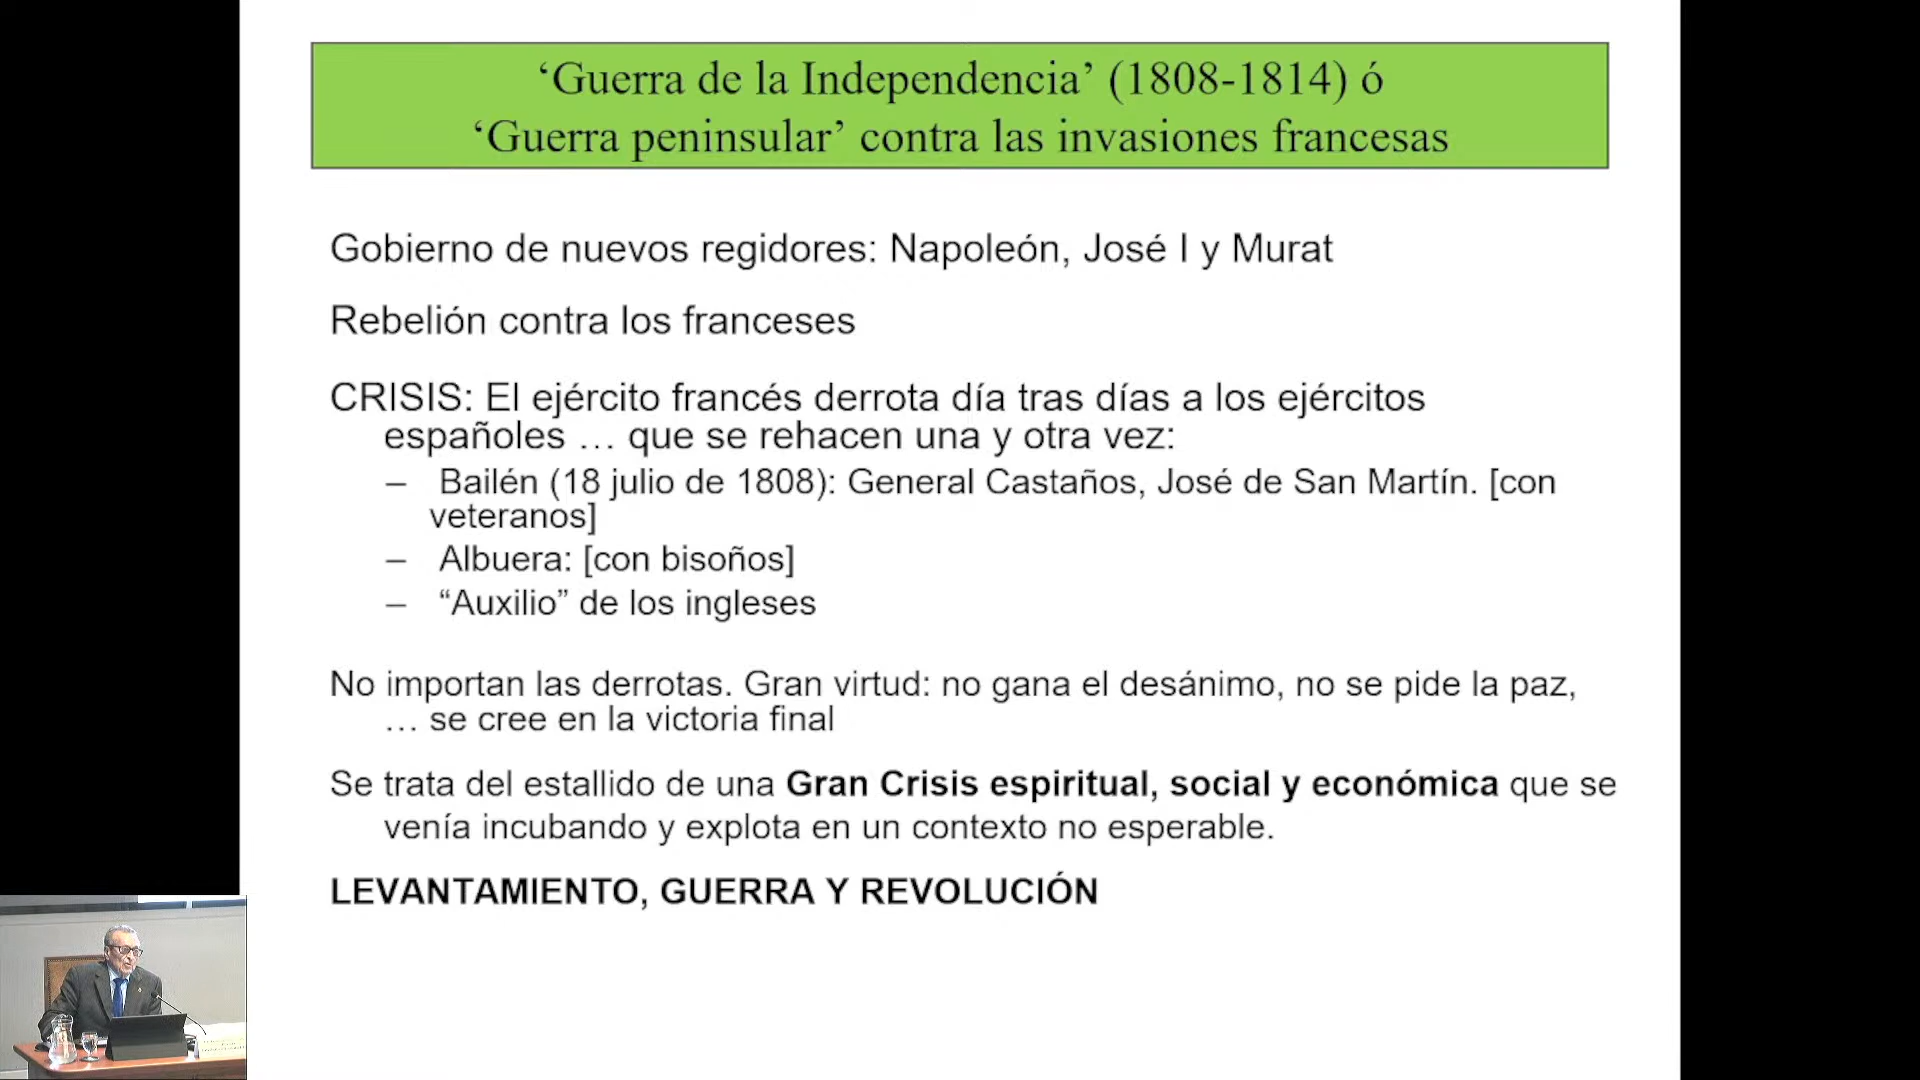 ‘Guerra de la Independencia’ (1808-1814) ó
‘Guerra peninsular’ contra las invasiones francesas
Gobierno de nuevos regidores: Napoleón, José I y Murat
Rebelión contra los franceses
CRISIS: El ejército francés derrota día tras días a los ejércitos
españoles … que se rehacen una y otra vez:
– Bailén (18 julio de 1808): General Castaños, José de San Martín. [con
veteranos]
– Albuera: [con bisoños]
– “Auxilio” de los ingleses
No importan las derrotas. Gran virtud: no gana el desánimo, no se pide la paz,
… se cree en la victoria final
Se trata del estallido de una Gran Crisis espiritual, social y económica que se
venía incubando y explota en un contexto no esperable.
LEVANTAMIENTO, GUERRA Y REVOLUCIÓN